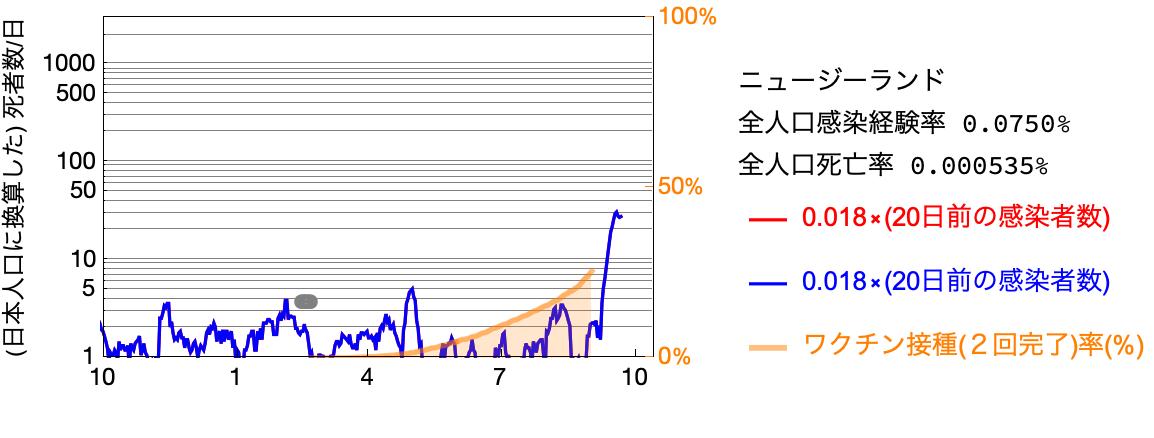 (日本人口に換算した) 死者数/日
1000
500
100
50
10
5
1
10 1 4 7 10
100%
50%
0%
ニュージーランド
全人口感染経験率 0.0750%
全人口死亡率 0.000535%
0.018×(20日前の感染者数)
0.018×(20日前の感染者数)
ワクチン接種(２回完了)率(%)